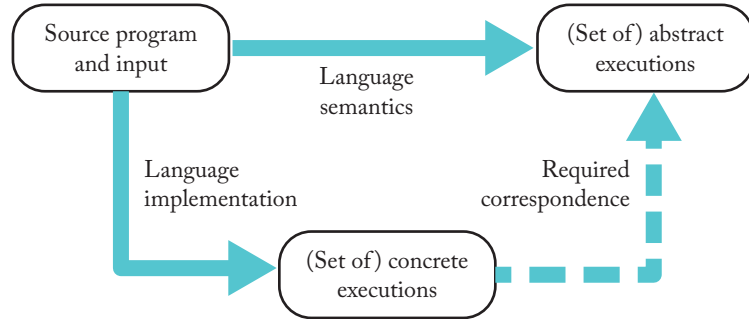 Source program
and input
(Set of) abstract
executions
Language
semantics
Language
implementation
Required
correspondence
(Set of) concrete
executions